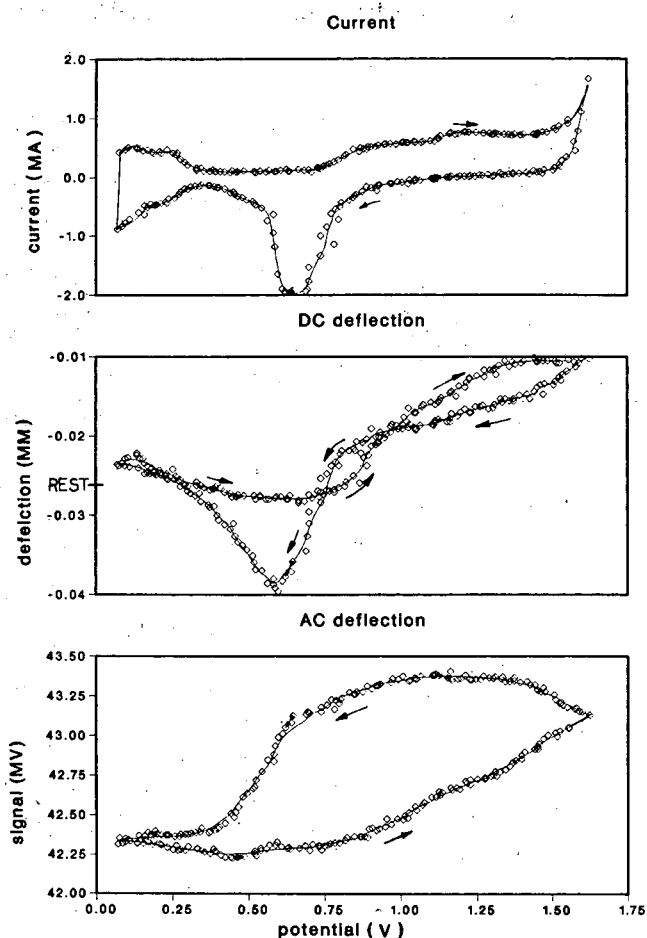 Current
2.0
1.0
0.0
-1.0
-2.0
current (MA)
DC deflection
-0.01
-0.02
REST
-0.03
-0.04
defelction (MM)
AC deflection
43.50
43.25
43.00
42.75
42.50
42.25
42.00
signal (MV)
0.00 0.25 0.50 0.75 1.00 1.25 1.50 1.75
potential (V)